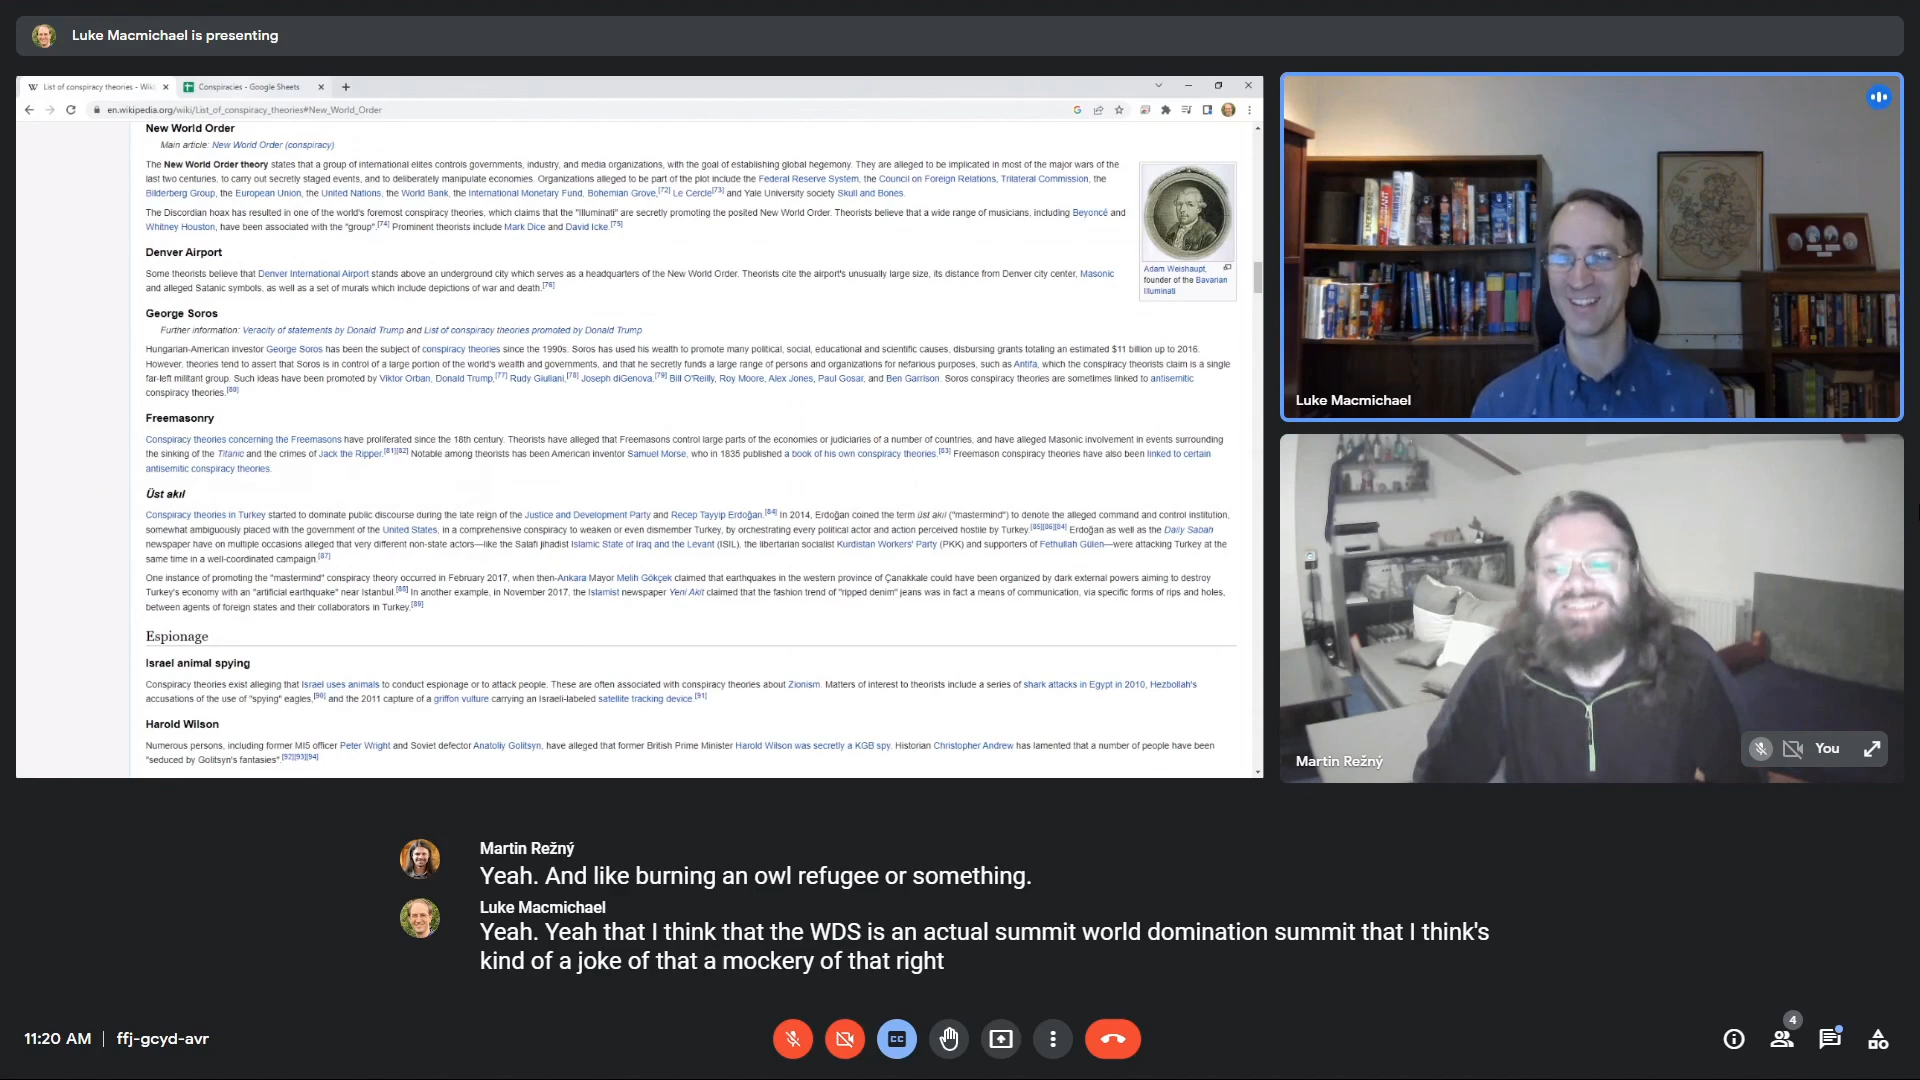 Luke Macmichael is presenting
List of conspiracy theories - Wiki
Conspiracies - Google Sheets
en.wikipedia.org/wiki/List_of_conspiracy_theories#New_World_Order
New World Order
Main article: New World Order (conspiracy)
The New World Order theory states that a group of international elites controls governments, industry, and media organizations, with the goal of establishing global hegemony. They are alleged to be implicated in most of the major wars of the
last two centuries, to carry out secretly staged events, and to deliberately manipulate economies. Organizations alleged to be part of the plot include the Federal Reserve System, the Council on Foreign Relations, Trilateral Commission, the
Bilderberg Group, the European Union, the United Nations, the World Bank, the International Monetary Fund, Bohemian Grove,[72] Le Cercle[73] and Yale University society Skull and Bones.
The Discordian hoax has resulted in one of the world's foremost conspiracy theories, which claims that the "Illuminati" are secretly promoting the posited New World Order. Theorists believe that a wide range of musicians, including Beyoncé and
Whitney Houston, have been associated with the "group".[74] Prominent theorists include Mark Dice and David Icke.[75]
Adam Weishaupt,
founder of the Bavarian
Illuminati
Denver Airport
Some theorists believe that Denver International Airport stands above an underground city which serves as a headquarters of the New World Order. Theorists cite the airport's unusually large size, its distance from Denver city center, Masonic
and alleged Satanic symbols, as well as a set of murals which include depictions of war and death.[76]
George Soros
Further information: Veracity of statements by Donald Trump and List of conspiracy theories promoted by Donald Trump
Hungarian-American investor George Soros has been the subject of conspiracy theories since the 1990s. Soros has used his wealth to promote many political, social, educational and scientific causes, disbursing grants totaling an estimated $11 billion up to 2016.
However, theorists tend to assert that Soros is in control of a large portion of the world's wealth and governments, and that he secretly funds a large range of persons and organizations for nefarious purposes, such as Antifa, which the conspiracy theorists claim is a single
far-left militant group. Such ideas have been promoted by Viktor Orban, Donald Trump,[77] Rudy Giuliani,[78] Joseph diGenova,[79] Bill O'Reilly, Roy Moore, Alex Jones, Paul Gosar, and Ben Garrison. Soros conspiracy theories are sometimes linked to antisemitic
conspiracy theories.[80]
Freemasonry
Conspiracy theories concerning the Freemasons have proliferated since the 18th century. Theorists have alleged that Freemasons control large parts of the economies or judiciaries of a number of countries, and have alleged Masonic involvement in events surrounding
the sinking of the Titanic and the crimes of Jack the Ripper.[81][82] Notable among theorists has been American inventor Samuel Morse, who in 1835 published a book of his own conspiracy theories.[83] Freemason conspiracy theories have also been linked to certain
antisemitic conspiracy theories.
Üst akıl
Conspiracy theories in Turkey started to dominate public discourse during the late reign of the Justice and Development Party and Recep Tayyip Erdoğan.[84] In 2014, Erdoğan coined the term üst akıl ("mastermind") to denote the alleged command and control institution,
somewhat ambiguously placed with the government of the United States, in a comprehensive conspiracy to weaken or even dismember Turkey, by orchestrating every political actor and action perceived hostile by Turkey.[85][86][84] Erdoğan as well as the Daily Sabah
newspaper have on multiple occasions alleged that very different non-state actors—like the Salafi jihadist Islamic State of Iraq and the Levant (ISIL), the libertarian socialist Kurdistan Workers' Party (PKK) and supporters of Fethullah Gülen—were attacking Turkey at the
same time in a well-coordinated campaign.[87]
One instance of promoting the "mastermind" conspiracy theory occurred in February 2017, when then-Ankara Mayor Melih Gökçek claimed that earthquakes in the western province of Çanakkale could have been organized by dark external powers aiming to destroy
Turkey's economy with an "artificial earthquake" near Istanbul.[88] In another example, in November 2017, the Islamist newspaper Yeni Akit claimed that the fashion trend of "ripped denim" jeans was in fact a means of communication, via specific forms of rips and holes,
between agents of foreign states and their collaborators in Turkey.[89]
Espionage
Israel animal spying
Conspiracy theories exist alleging that Israel uses animals to conduct espionage or to attack people. These are often associated with conspiracy theories about Zionism. Matters of interest to theorists include a series of shark attacks in Egypt in 2010, Hezbollah's
accusations of the use of "spying" eagles,[90] and the 2011 capture of a griffon vulture carrying an Israeli-labeled satellite tracking device.[91]
Harold Wilson
Numerous persons, including former MI5 officer Peter Wright and Soviet defector Anatoliy Golitsyn, have alleged that former British Prime Minister Harold Wilson was secretly a KGB spy. Historian Christopher Andrew has lamented that a number of people have been
"seduced by Golitsyn's fantasies".[92][93][94]
Luke Macmichael
Martin Režný
You
Martin Režný
Yeah. And like burning an owl refugee or something.
Luke Macmichael
Yeah. Yeah that I think that the WDS is an actual summit world domination summit that I think's
kind of a joke of that a mockery of that right
11:20 AM | ffj-gcyd-avr
CC
4